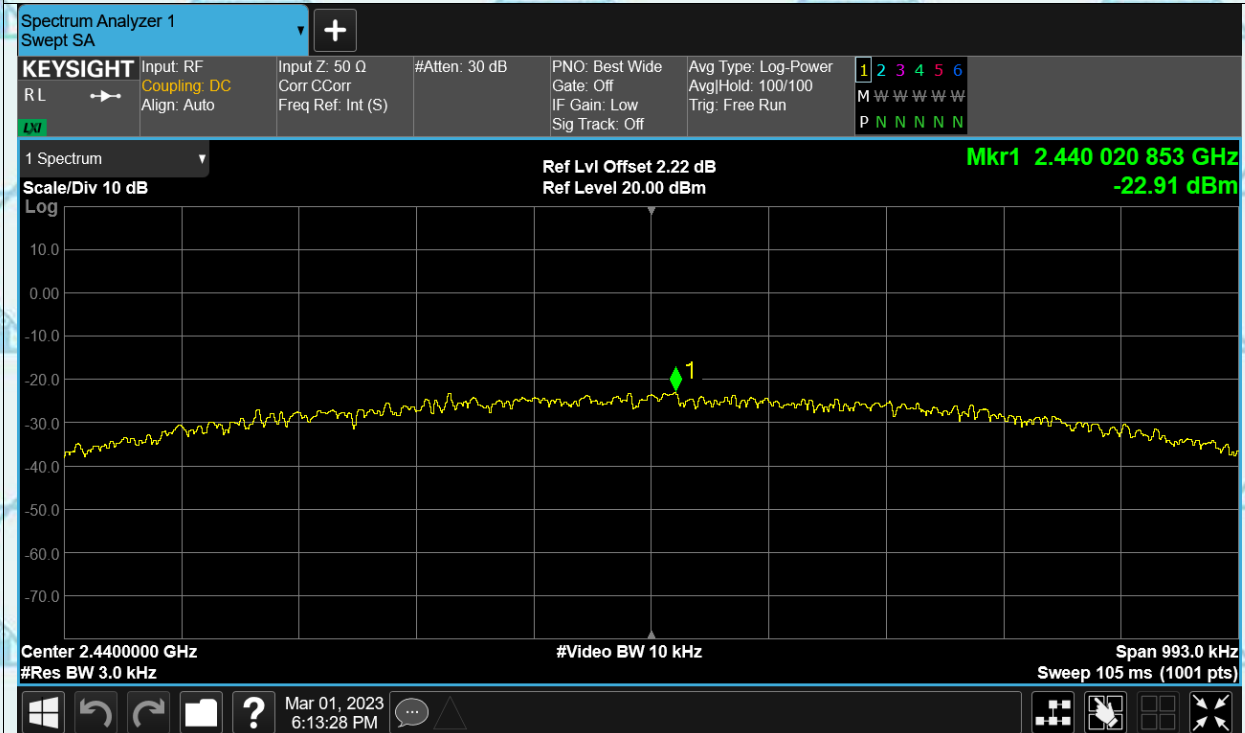 Spectrum Analyzer 1
Swept SA
▼
+
KEYSIGHT
R L
LXI
Input: RF
Coupling: DC
Align: Auto
Input Z: 50 Ω
Corr CCorr
Freq Ref: Int (S)
#Atten: 30 dB
PNO: Best Wide
Gate: Off
IF Gain: Low
Sig Track: Off
Avg Type: Log-Power
Avg|Hold: 100/100
Trig: Free Run
1 2 3 4 5 6
M W W W W W
P N N N N N
1 Spectrum ▼
Scale/Div 10 dB
Log
Ref Lvl Offset 2.22 dB
Ref Level 20.00 dBm
Mkr1 2.440 020 853 GHz
-22.91 dBm
10.0
0.00
-10.0
-20.0
-30.0
-40.0
-50.0
-60.0
-70.0
1
Center 2.4400000 GHz
#Video BW 10 kHz
Span 993.0 kHz
#Res BW 3.0 kHz
Sweep 105 ms (1001 pts)
?
Mar 01, 2023
6:13:28 PM